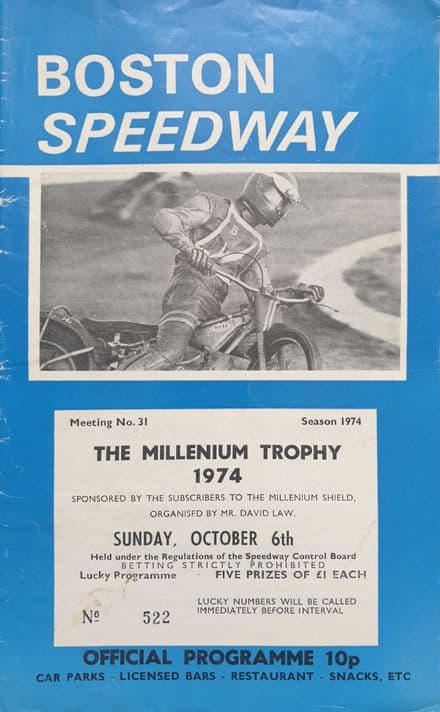 BOSTON
SPEEDWAY
Meeting No. 31 Season 1974
THE MILLENIUM TROPHY
1974
SPONSORED BY THE SUBSCRIBERS TO THE MILLENIUM SHIELD,
ORGANISED BY MR. DAVID LAW.
SUNDAY, OCTOBER 6th
Held under the Regulations of the Speedway Control Board
BETTING STRICTLY PROHIBITED
Lucky Programme - FIVE PRIZES OF £1 EACH
LUCKY NUMBERS WILL BE CALLED
IMMEDIATELY BEFORE INTERVAL
No 522
OFFICIAL PROGRAMME 10p
CAR PARKS - LICENSED BARS - RESTAURANT - SNACKS, ETC